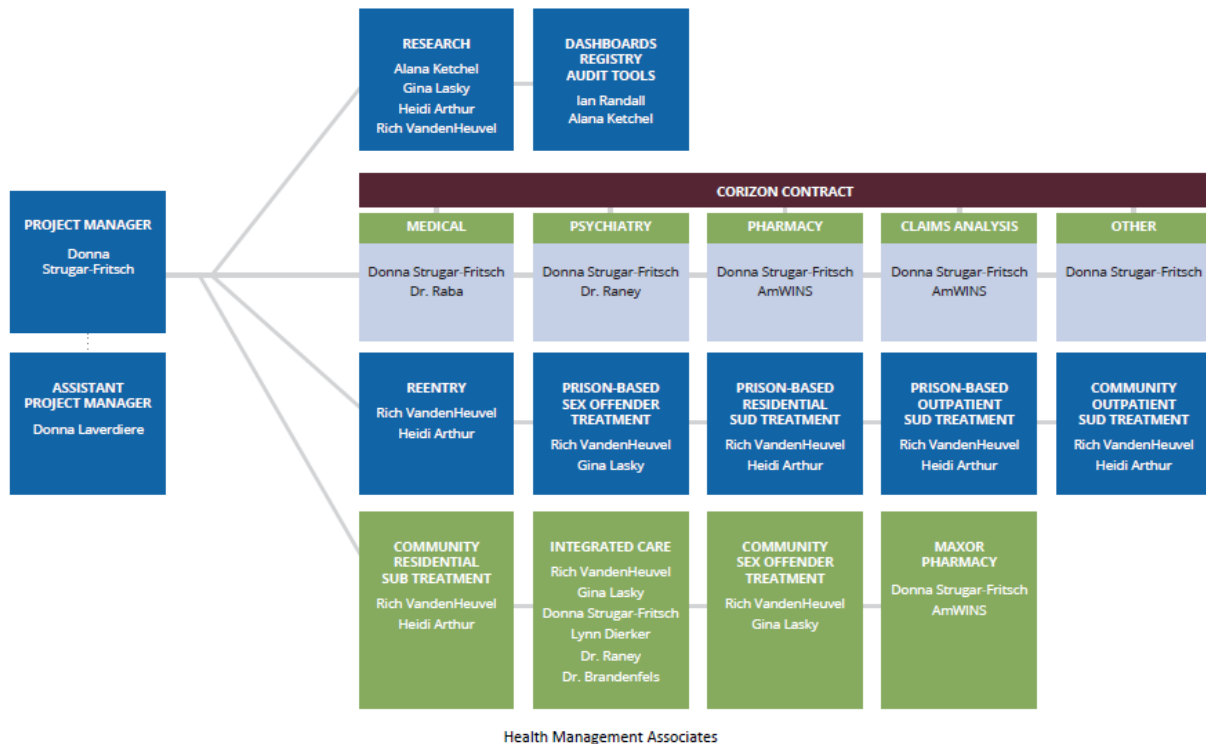 RESEARCH
Alana Ketchel
Gina Lasky
Heidi Arthur
Rich VandenHeuvel
DASHBOARDS
REGISTRY
AUDIT TOOLS
Ian Randall
Alana Ketchel
PROJECT MANAGER
Donna
Strugar-Fritsch
ASSISTANT
PROJECT MANAGER
Donna Laverdiere
CORIZON CONTRACT
MEDICAL
Donna Strugar-Fritsch
Dr. Raba
PSYCHIATRY
Donna Strugar-Fritsch
Dr. Raney
PHARMACY
Donna Strugar-Fritsch
AmWINS
CLAIMS ANALYSIS
Donna Strugar-Fritsch
AmWINS
OTHER
Donna Strugar-Fritsch
REENTRY
Rich VandenHeuvel
Heidi Arthur
PRISON-BASED
SEX OFFENDER
TREATMENT
Rich VandenHeuvel
Gina Lasky
PRISON-BASED
RESIDENTIAL
SUD TREATMENT
Rich VandenHeuvel
Heidi Arthur
PRISON-BASED
OUTPATIENT
SUD TREATMENT
Rich VandenHeuvel
Heidi Arthur
COMMUNITY
OUTPATIENT
SUD TREATMENT
Rich VandenHeuvel
Heidi Arthur
COMMUNITY
RESIDENTIAL
SUB TREATMENT
Rich VandenHeuvel
Heidi Arthur
INTEGRATED CARE
Rich VandenHeuvel
Gina Lasky
Donna Strugar-Fritsch
Lynn Dierker
Dr. Raney
Dr. Brandenfels
COMMUNITY
SEX OFFENDER
TREATMENT
Rich VandenHeuvel
Gina Lasky
MAXOR
PHARMACY
Donna Strugar-Fritsch
AmWINS
Health Management Associates